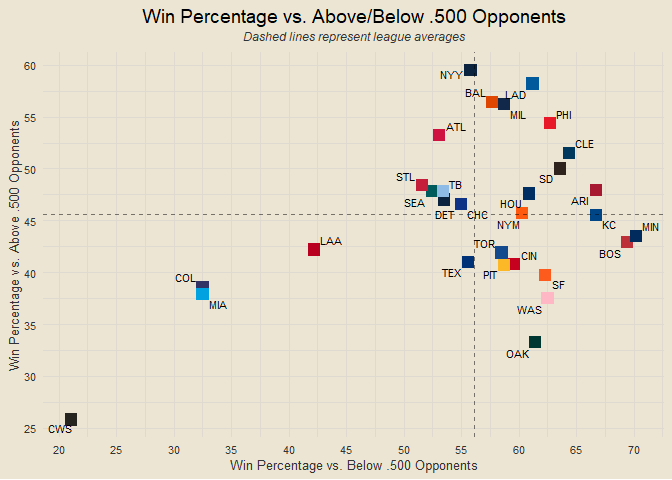 Win Percentage vs. Above/Below .500 Opponents
Dashed lines represent league averages
Win Percentage vs. Above .500 Opponents
60
55
50
45
40
35
30
25
NYY
BAL
LAD
MIL
PHI
ATL
CLE
STL
TB
SD
SEA
HOU
ARI
DET
CHC
NYM
KC
MIN
LAA
TOR
CIN
BOS
TEX
PIT
COL
SF
MIA
WAS
OAK
CWS
20 25 30 35 40 45 50 55 60 65 70
Win Percentage vs. Below .500 Opponents